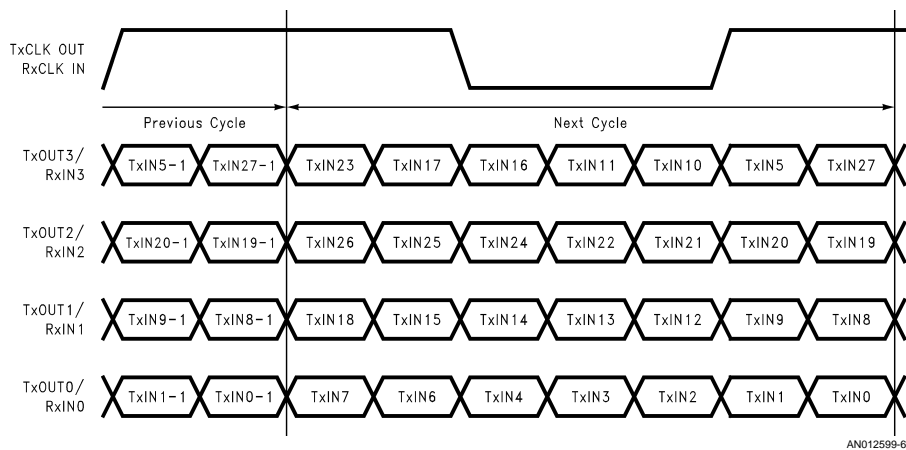 TxCLK OUT
RxCLK IN
Previous Cycle
Next Cycle
TxOUT3/
RxIN3
TxIN5-1 TxIN27-1 TxIN23 TxIN17 TxIN16 TxIN11 TxIN10 TxIN5 TxIN27
TxOUT2/
RxIN2
TxIN20-1 TxIN19-1 TxIN26 TxIN25 TxIN24 TxIN22 TxIN21 TxIN20 TxIN19
TxOUT1/
RxIN1
TxIN9-1 TxIN8-1 TxIN18 TxIN15 TxIN14 TxIN13 TxIN12 TxIN9 TxIN8
TxOUT0/
RxIN0
TxIN1-1 TxIN0-1 TxIN7 TxIN6 TxIN4 TxIN3 TxIN2 TxIN1 TxIN0
AN012599-6